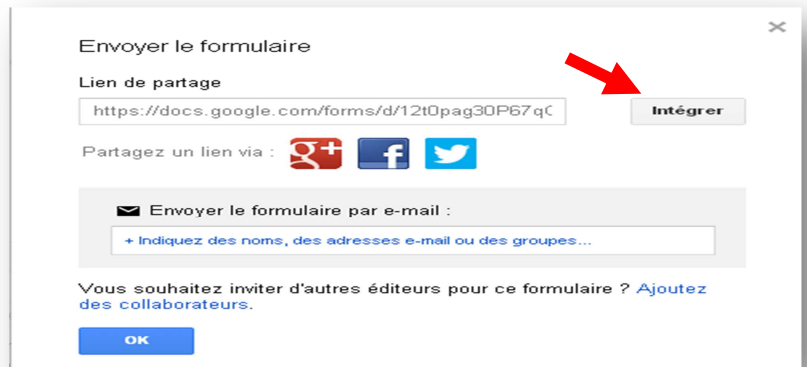 Envoyer le formulaire
Lien de partage
https://docs.google.com/forms/d/12t0pag30P67q
Intégrer
Partagez un lien via :
g+ f
Envoyer le formulaire par e-mail :
+ Indiquez des noms, des adresses e-mail ou des groupes...
Vous souhaitez inviter d'autres éditeurs pour ce formulaire ? Ajoutez
des collaborateurs.
OK